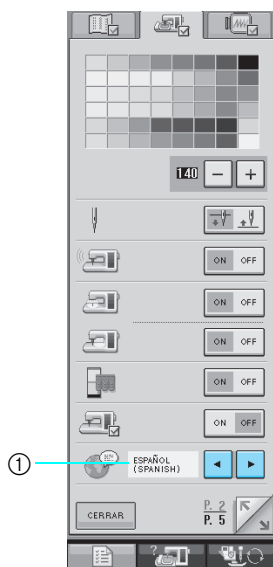 140 - +
ON OFF
ON OFF
ON OFF
ON OFF
ON OFF
① ESPAÑOL
(SPANISH)
CERRAR
P. 2
P. 5